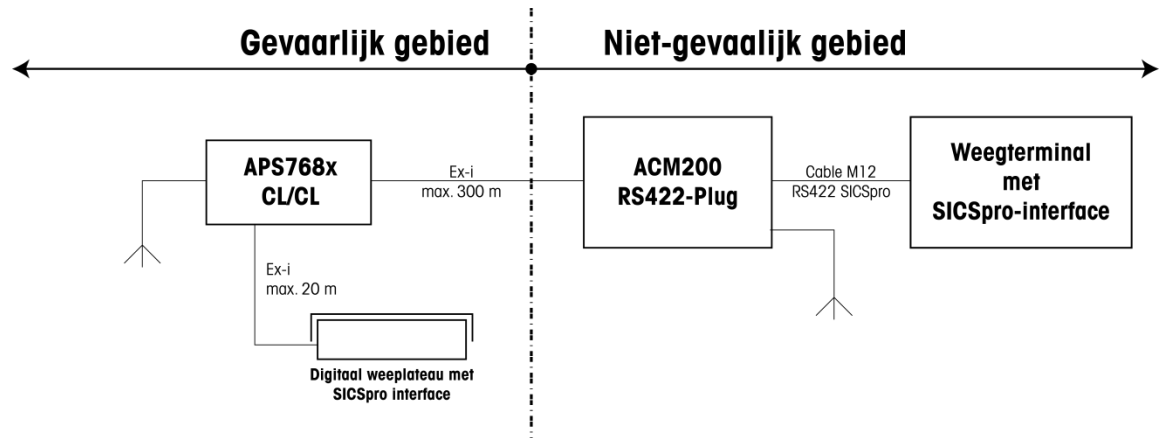 Gevaarlijk gebied
Niet-gevaalijk gebied
APS768x
CL/CL
Ex-i
max. 300 m
ACM200
RS422-Plug
Cable M12
RS422 SICSpro
Weegterminal
met
SICSpro-interface
Ex-i
max. 20 m
Digitaal weeplateau met
SICSpro interface